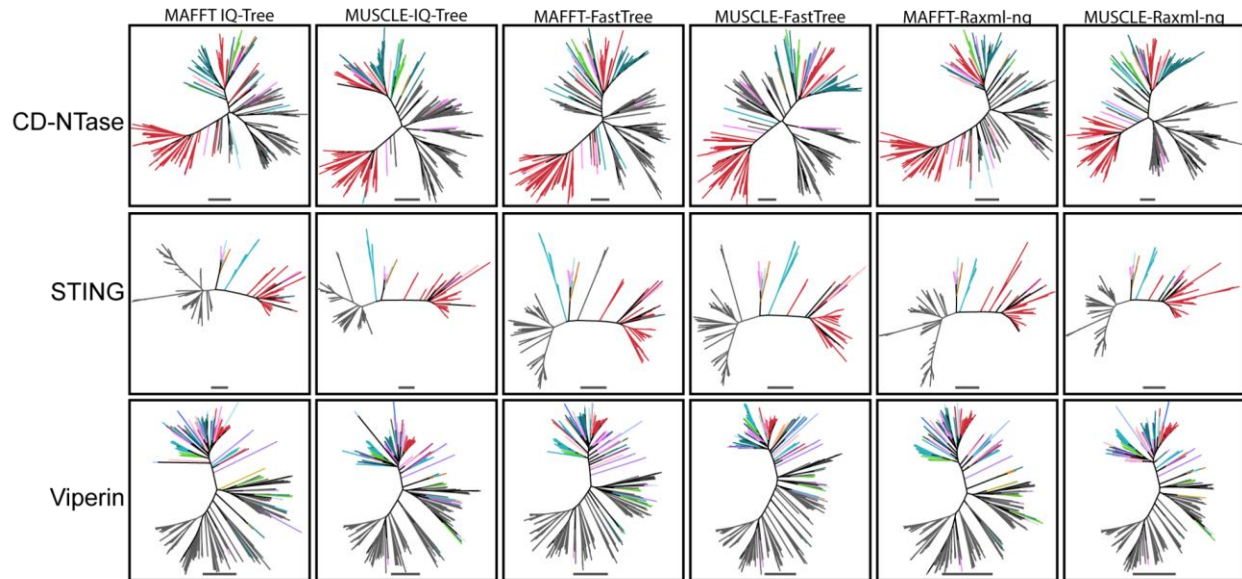 MAFFT IQ-Tree MUSCLE-IQ-Tree MAFFT-FastTree MUSCLE-FastTree MAFFT-Raxml-ng MUSCLE-Raxml-ng
CD-NTase
STING
Viperin